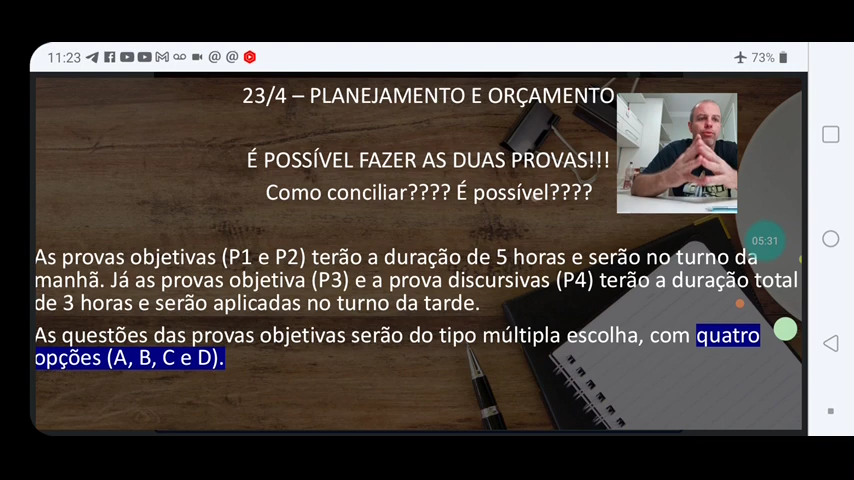 11:23
73%
23/4 – PLANEJAMENTO E ORÇAMENTO
É POSSÍVEL FAZER AS DUAS PROVAS!!!
Como conciliar???? É possível????
05:31
As provas objetivas (P1 e P2) terão a duração de 5 horas e serão no turno da
manhã. Já as provas objetiva (P3) e a prova discursivas (P4) terão a duração total
de 3 horas e serão aplicadas no turno da tarde.
As questões das provas objetivas serão do tipo múltipla escolha, com quatro
opções (A, B, C e D).